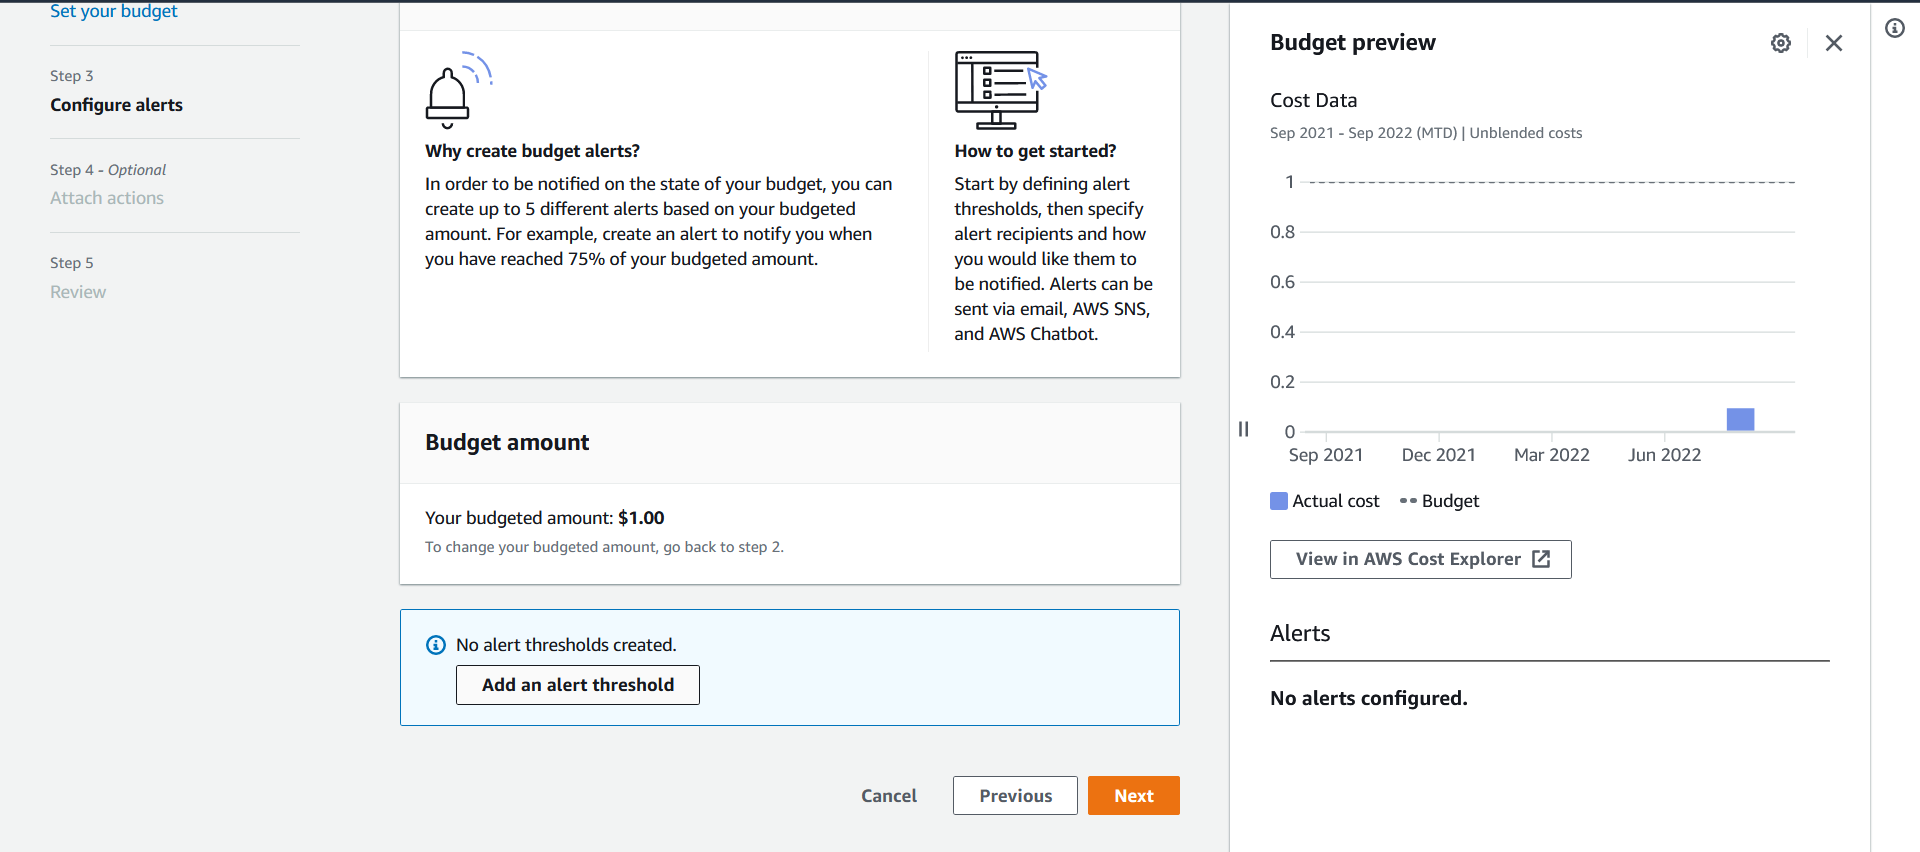 Set your budget
Step 3
Configure alerts
Step 4 - Optional
Attach actions
Step 5
Review
Why create budget alerts?
In order to be notified on the state of your budget, you can
create up to 5 different alerts based on your budgeted
amount. For example, create an alert to notify you when
you have reached 75% of your budgeted amount.
How to get started?
Start by defining alert
thresholds, then specify
alert recipients and how
you would like them to
be notified. Alerts can be
sent via email, AWS SNS,
and AWS Chatbot.
Budget amount
Your budgeted amount: $1.00
To change your budgeted amount, go back to step 2.
No alert thresholds created.
Add an alert threshold
Cancel
Previous
Next
Budget preview
Cost Data
Sep 2021 - Sep 2022 (MTD) | Unblended costs
1
0.8
0.6
0.4
0.2
0
Sep 2021 Dec 2021 Mar 2022 Jun 2022
Actual cost Budget
View in AWS Cost Explorer
Alerts
No alerts configured.